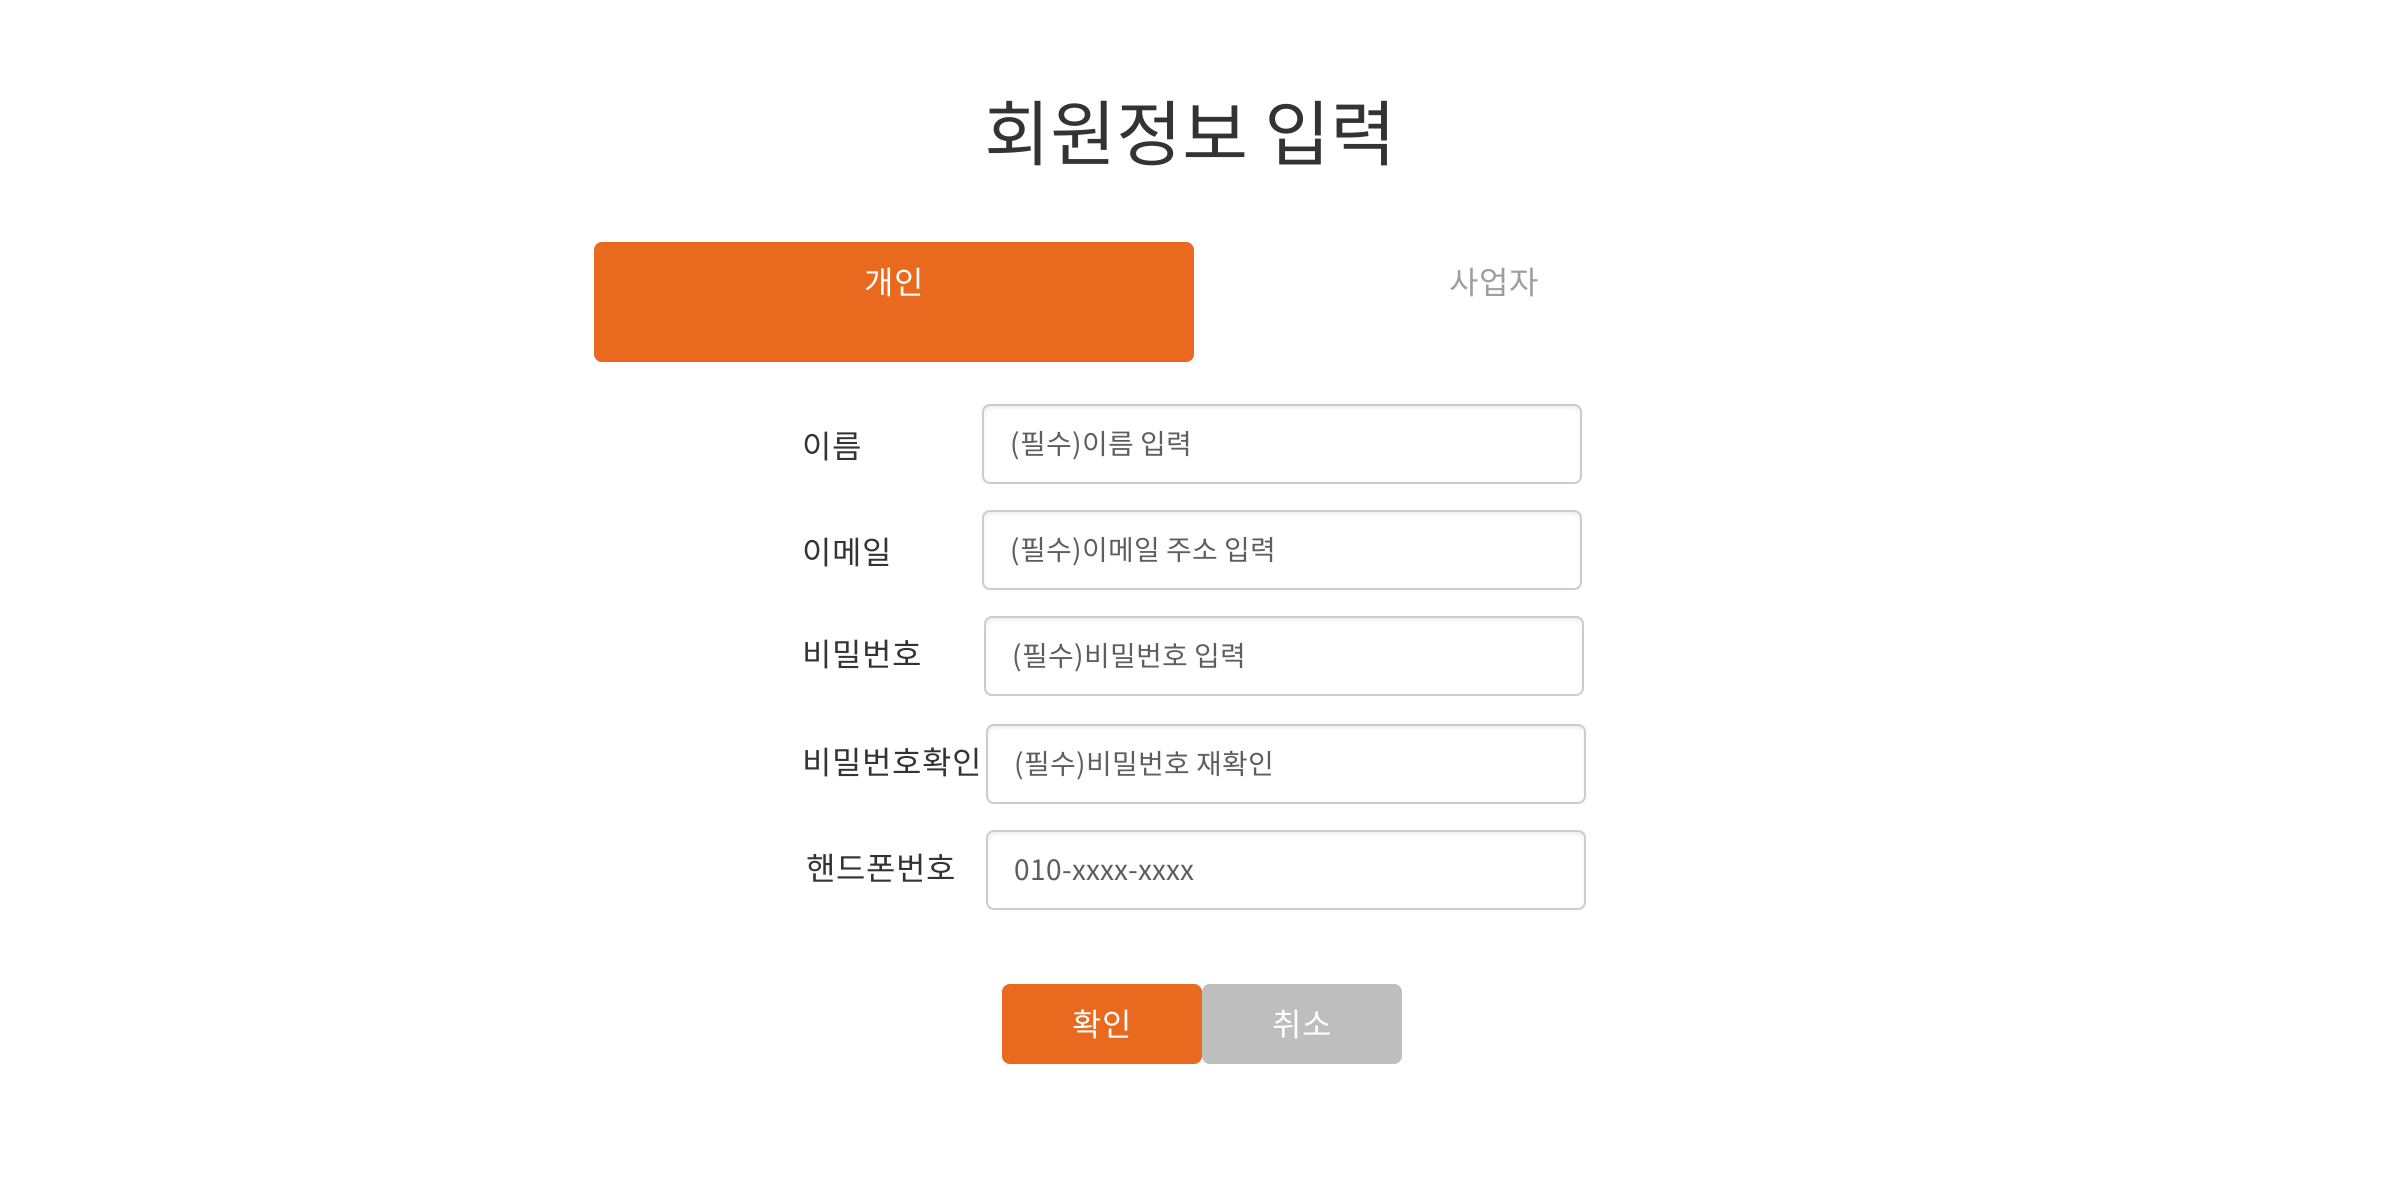 회원정보 입력
개인 사업자
이름 (필수)이름 입력
이메일 (필수)이메일 주소 입력
비밀번호 (필수)비밀번호 입력
비밀번호확인 (필수)비밀번호 재확인
핸드폰번호 010-xxxx-xxxx
확인 취소